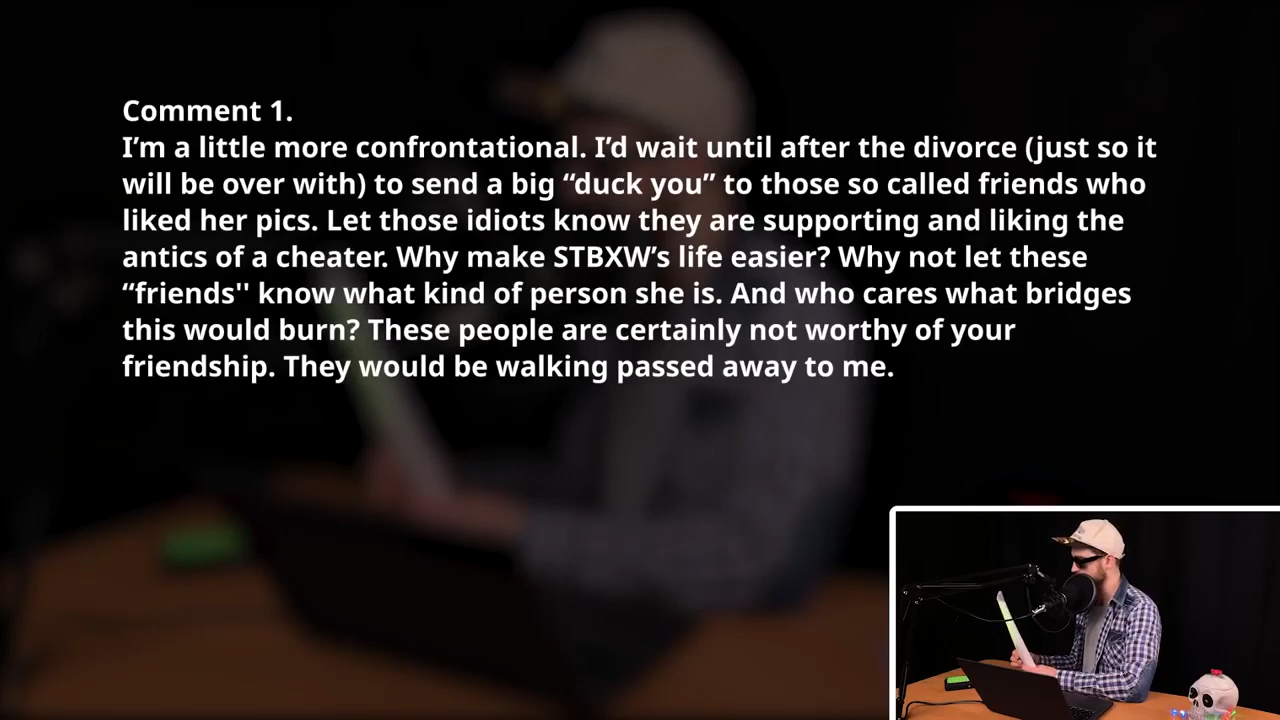 Comment 1.
I’m a little more confrontational. I’d wait until after the divorce (just so it
will be over with) to send a big “duck you” to those so called friends who
liked her pics. Let those idiots know they are supporting and liking the
antics of a cheater. Why make STBXW’s life easier? Why not let these
“friends'' know what kind of person she is. And who cares what bridges
this would burn? These people are certainly not worthy of your
friendship. They would be walking passed away to me.